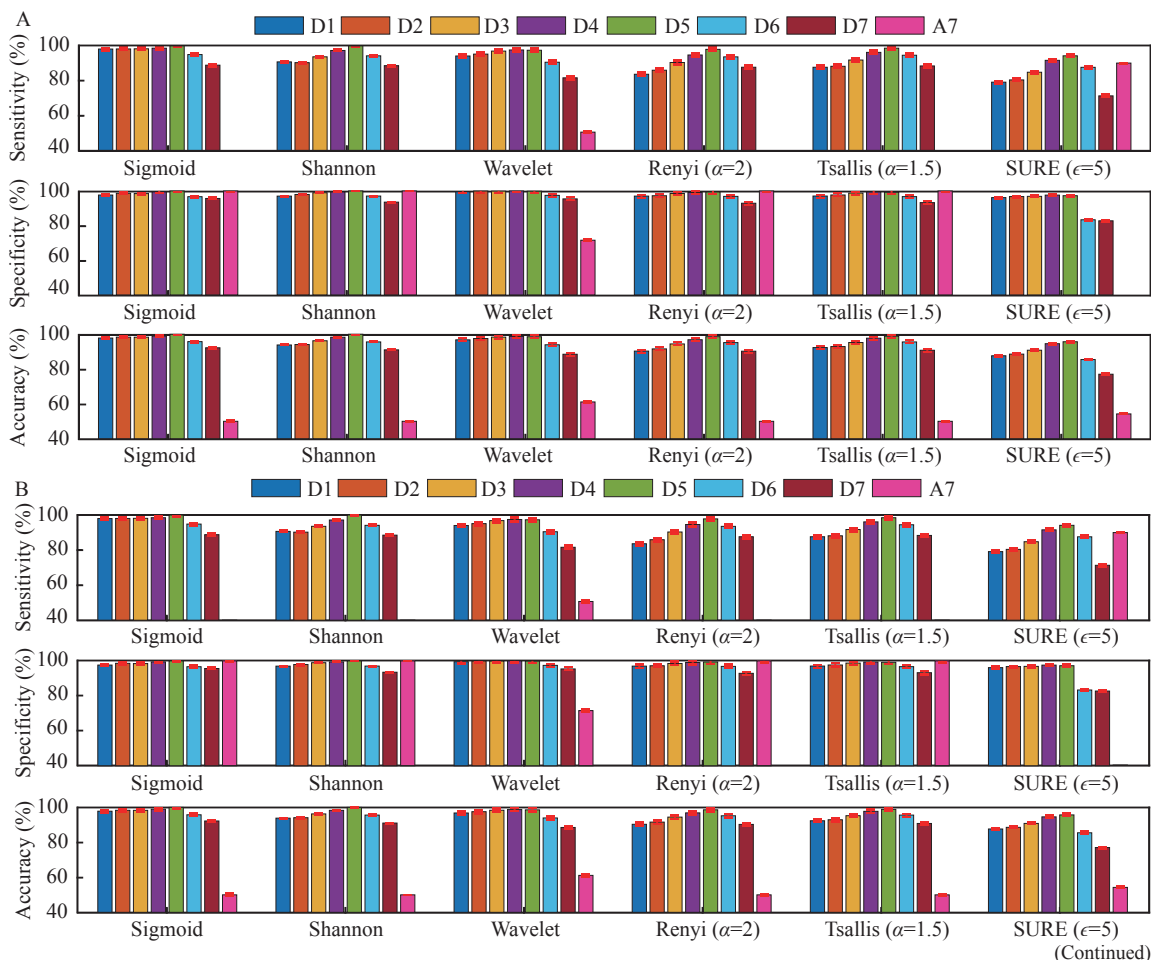 A
D1 D2 D3 D4 D5 D6 D7 A7
Sensitivity (%)
100
80
60
40
Sigmoid Shannon Wavelet Renyi (α=2) Tsallis (α=1.5) SURE (ϵ=5)
Specificity (%)
100
80
60
40
Sigmoid Shannon Wavelet Renyi (α=2) Tsallis (α=1.5) SURE (ϵ=5)
Accuracy (%)
100
80
60
40
Sigmoid Shannon Wavelet Renyi (α=2) Tsallis (α=1.5) SURE (ϵ=5)
B
D1 D2 D3 D4 D5 D6 D7 A7
Sensitivity (%)
100
80
60
40
Sigmoid Shannon Wavelet Renyi (α=2) Tsallis (α=1.5) SURE (ϵ=5)
Specificity (%)
100
80
60
40
Sigmoid Shannon Wavelet Renyi (α=2) Tsallis (α=1.5) SURE (ϵ=5)
Accuracy (%)
100
80
60
40
Sigmoid Shannon Wavelet Renyi (α=2) Tsallis (α=1.5) SURE (ϵ=5)
(Continued)